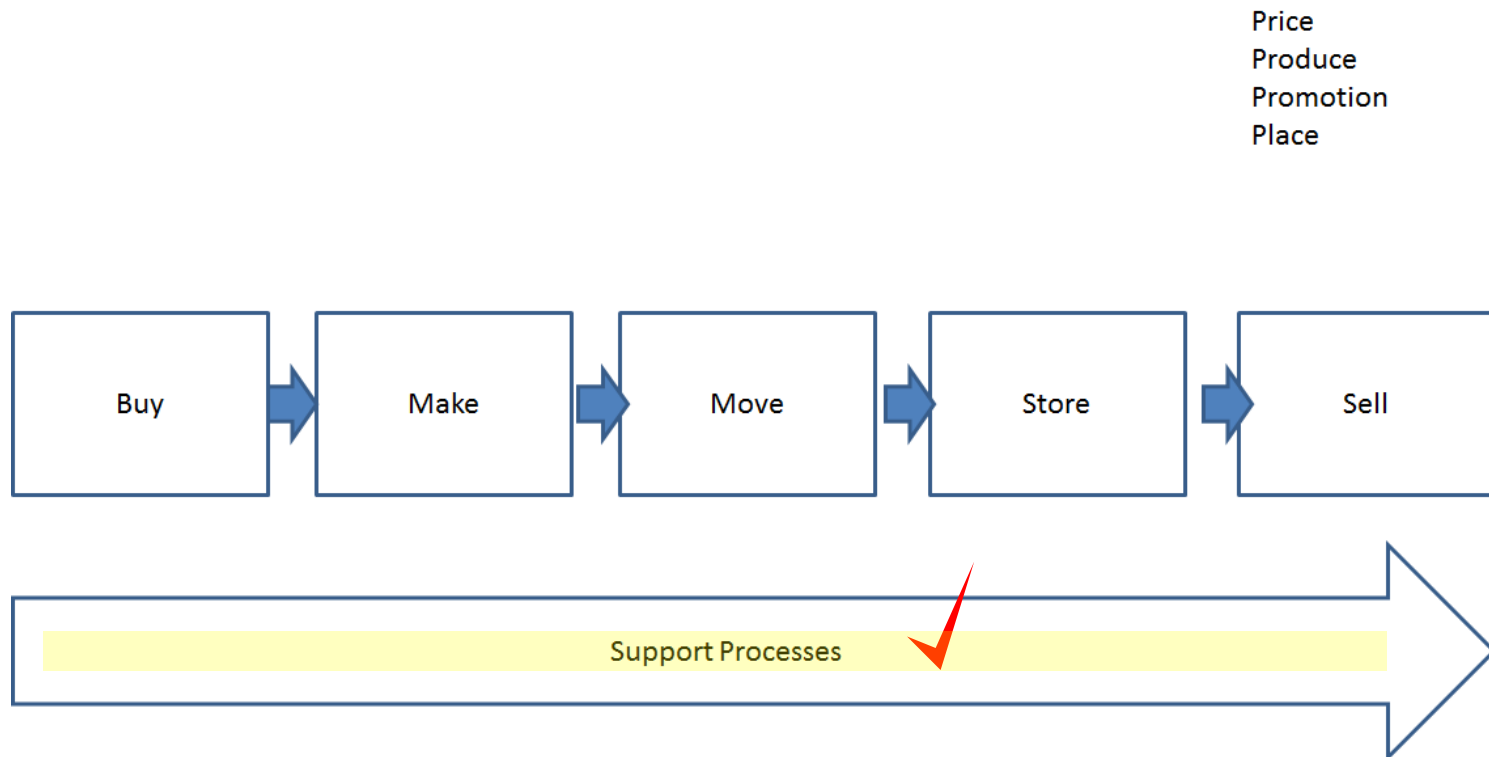 Price
Produce
Promotion
Place
Buy
Make
Move
Store
Sell
Support Processes